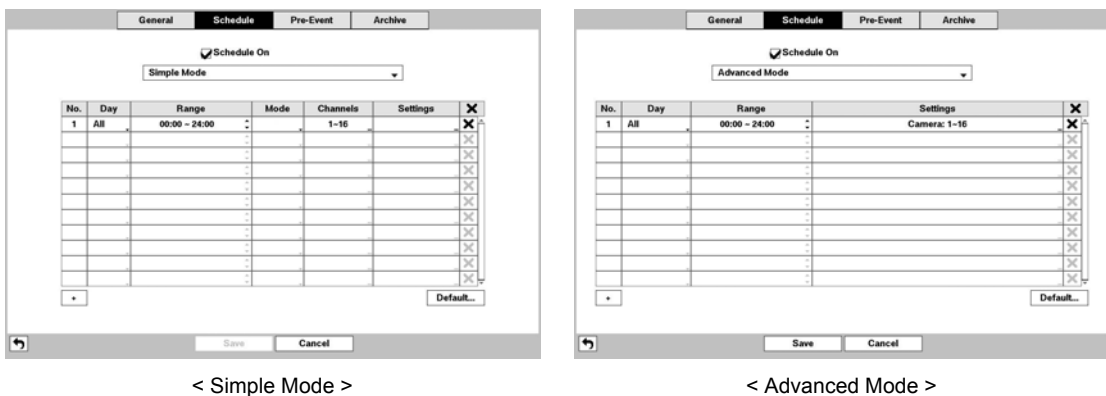 General Schedule Pre-Event Archive
Schedule On
Simple Mode
No. Day Range Mode Channels Settings
1 All 00:00 ~ 24:00 1~16
+ Default...
Save Cancel
< Simple Mode >
General Schedule Pre-Event Archive
Schedule On
Advanced Mode
No. Day Range Settings
1 All 00:00 ~ 24:00 Camera: 1~16
+ Default...
Save Cancel
< Advanced Mode >